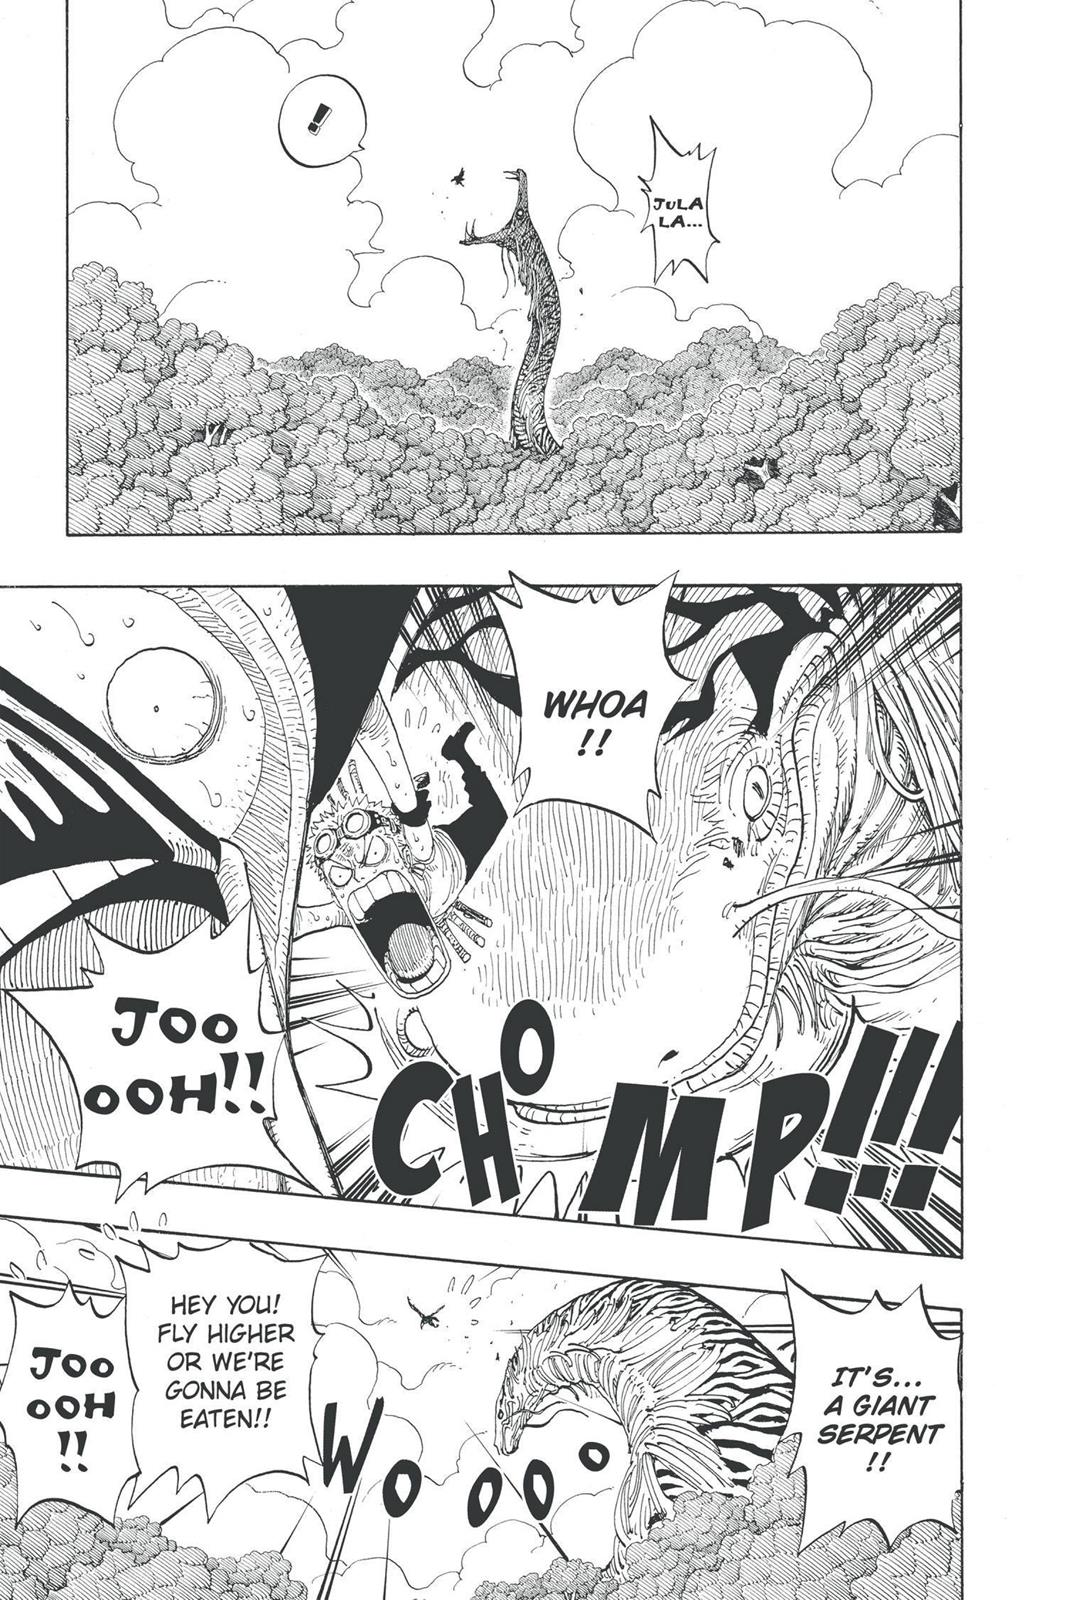 JULA
LA...
!
WHOA
!!
CHOMP!!!
JOO
OOH!!
IT'S...
A GIANT
SERPENT
!!
WOOOO
HEY YOU!
FLY HIGHER
OR WE'RE
GONNA BE
EATEN!!
JOO
OOH
!!